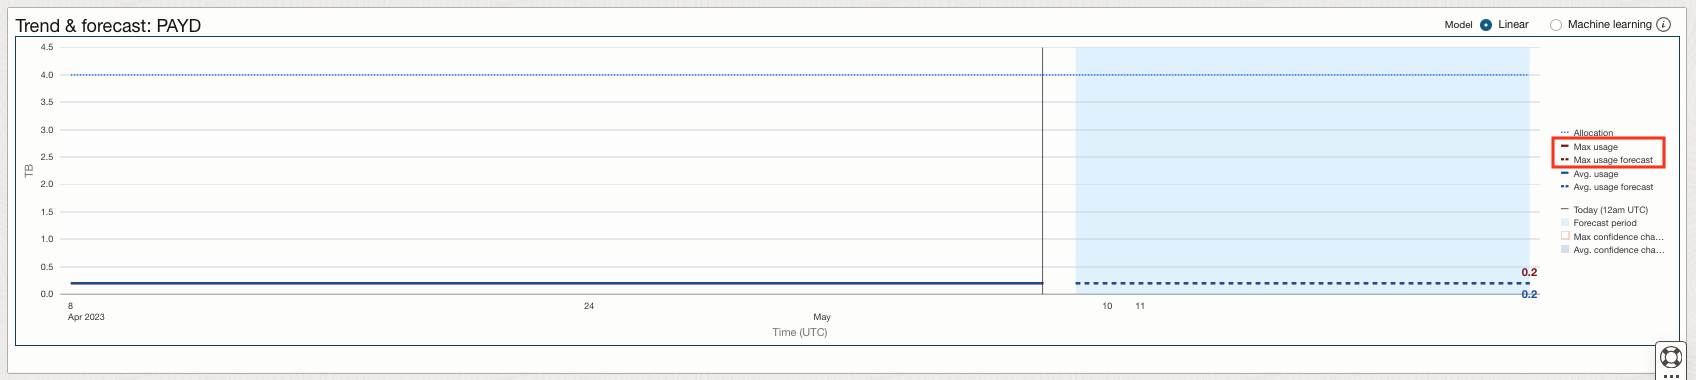 Trend & forecast: PAYD
Model Linear Machine learning i
4.5
4.0
3.5
3.0
2.5
2.0
1.5
1.0
0.5
0.0
TB
8
24
10
11
Apr 2023
May
Time (UTC)
0.2
0.2
Allocation
Max usage
Max usage forecast
Avg. usage
Avg. usage forecast
Today (12am UTC)
Forecast period
Max confidence cha...
Avg. confidence cha...